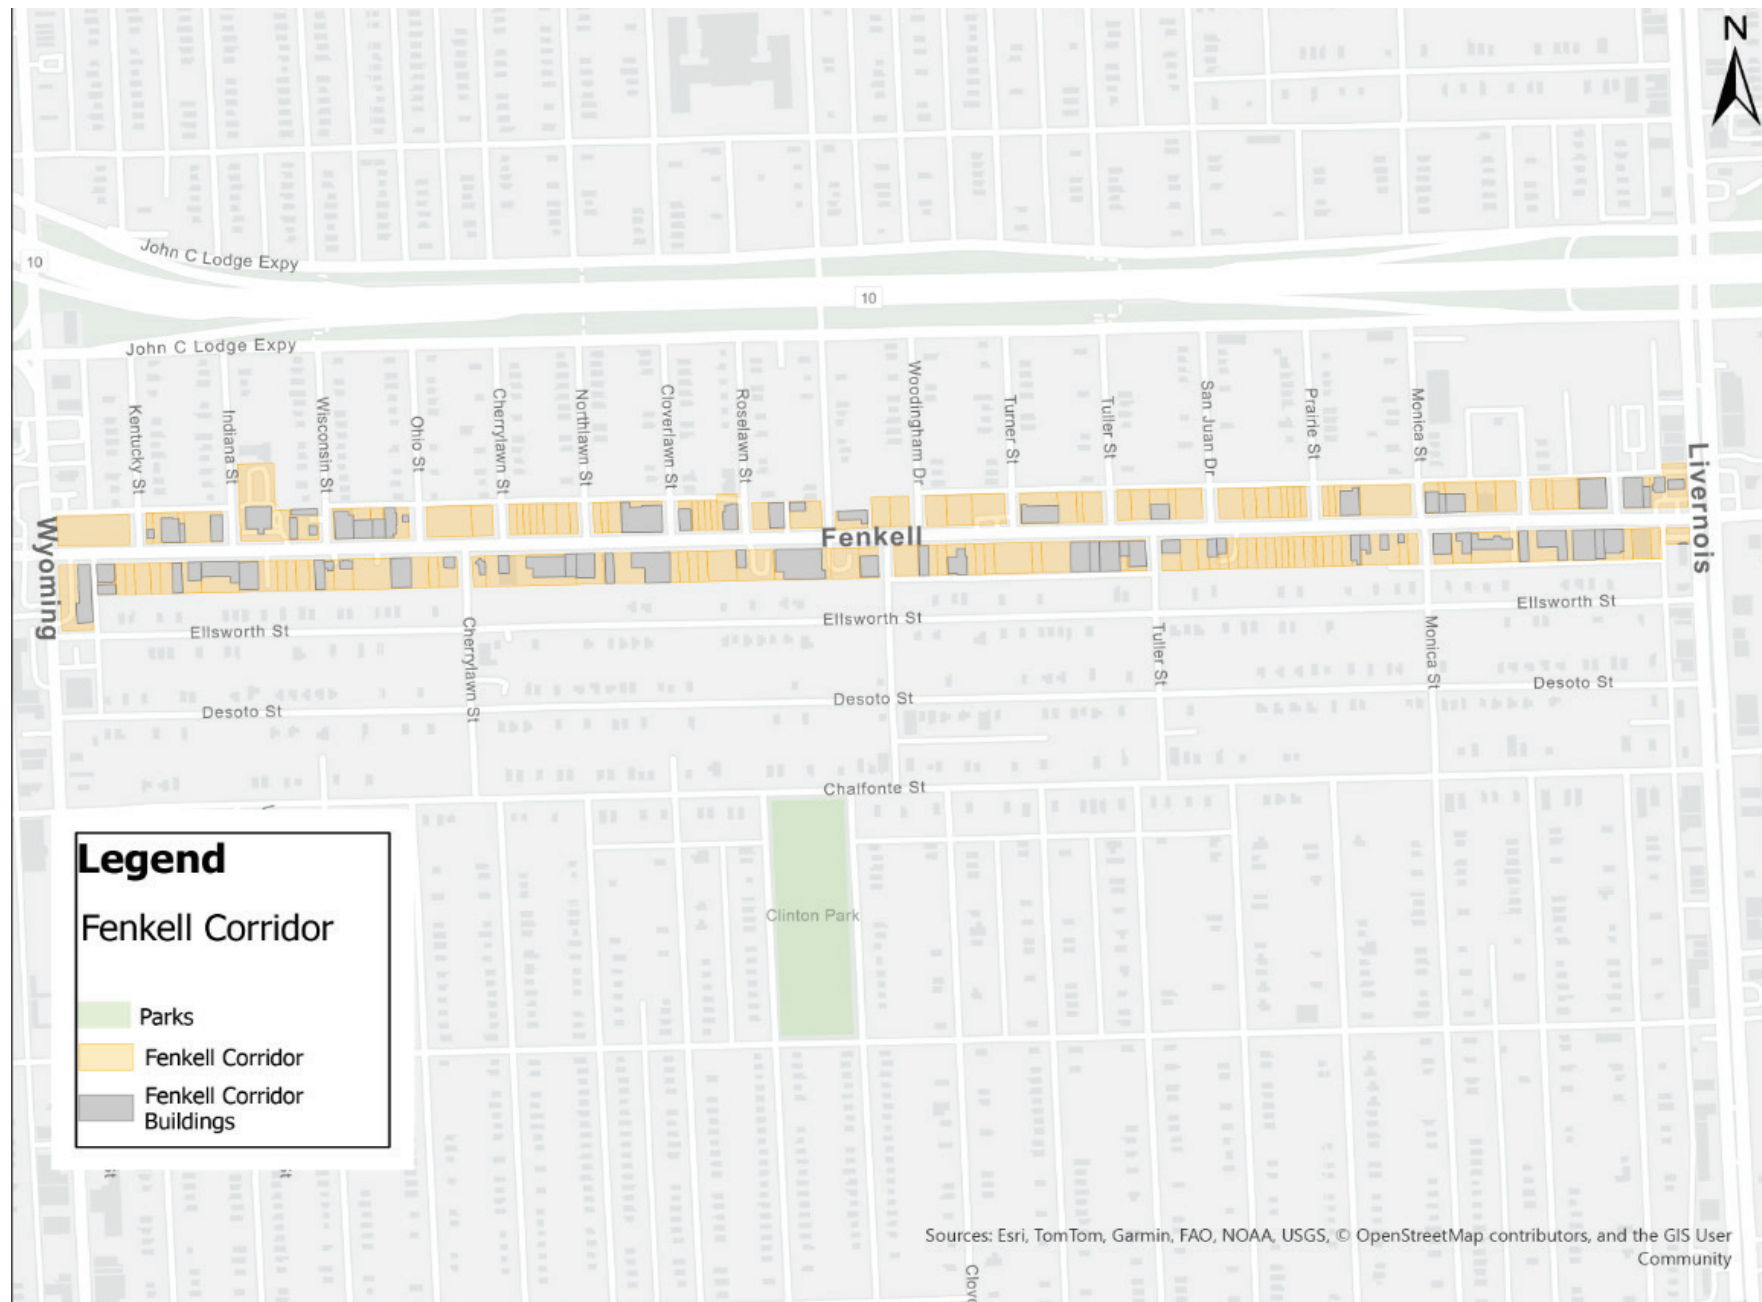 N
John C Lodge Expy
10
10
John C Lodge Expy
Kentucky St
Indiana St
Wisconsin St
Ohio St
Cherrylawn St
Northlawn St
Cloverlawn St
Roselawn St
Woodingham Dr
Turner St
Tuller St
San Juan Dr
Prairie St
Monica St
Livernois
Wyoming
Fenkell
Ellsworth St
Ellsworth St
Ellsworth St
Cherrylawn St
Tuller St
Monica St
Desoto St
Desoto St
Desoto St
Chalfonte St
Clinton Park
Legend
Fenkell Corridor
Parks
Fenkell Corridor
Fenkell Corridor
Buildings
St
St
Sources: Esri, TomTom, Garmin, FAO, NOAA, USGS, © OpenStreetMap contributors, and the GIS User
Community
Clove